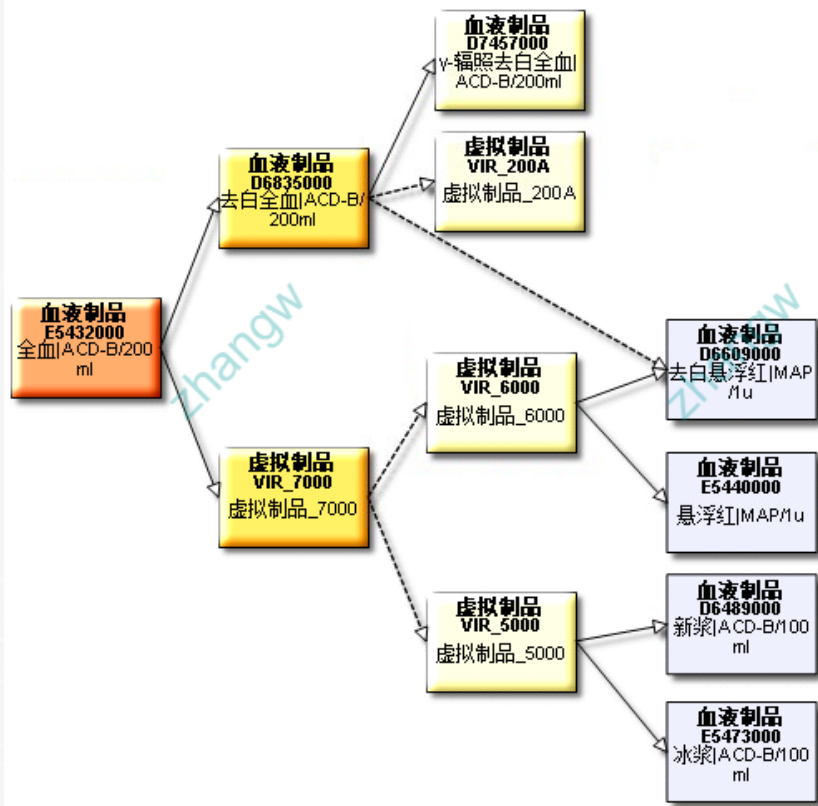 血液制品
D7457000
γ-辐照去白全血|
ACD-B/200ml
虚拟制品
VIR_200A
虚拟制品_200A
血液制品
D6835000
去白全血|ACD-B/
200ml
血液制品
E5432000
全血|ACD-B/200
ml
血液制品
D6609000
去白悬浮红|MAP
/1u
虚拟制品
VIR_6000
虚拟制品_6000
虚拟制品
VIR_7000
虚拟制品_7000
血液制品
E5440000
悬浮红|MAP/1u
虚拟制品
VIR_5000
虚拟制品_5000
血液制品
D6489000
新浆|ACD-B/100
ml
血液制品
E5473000
冰浆|ACD-B/100
ml
zhangw
zhangw